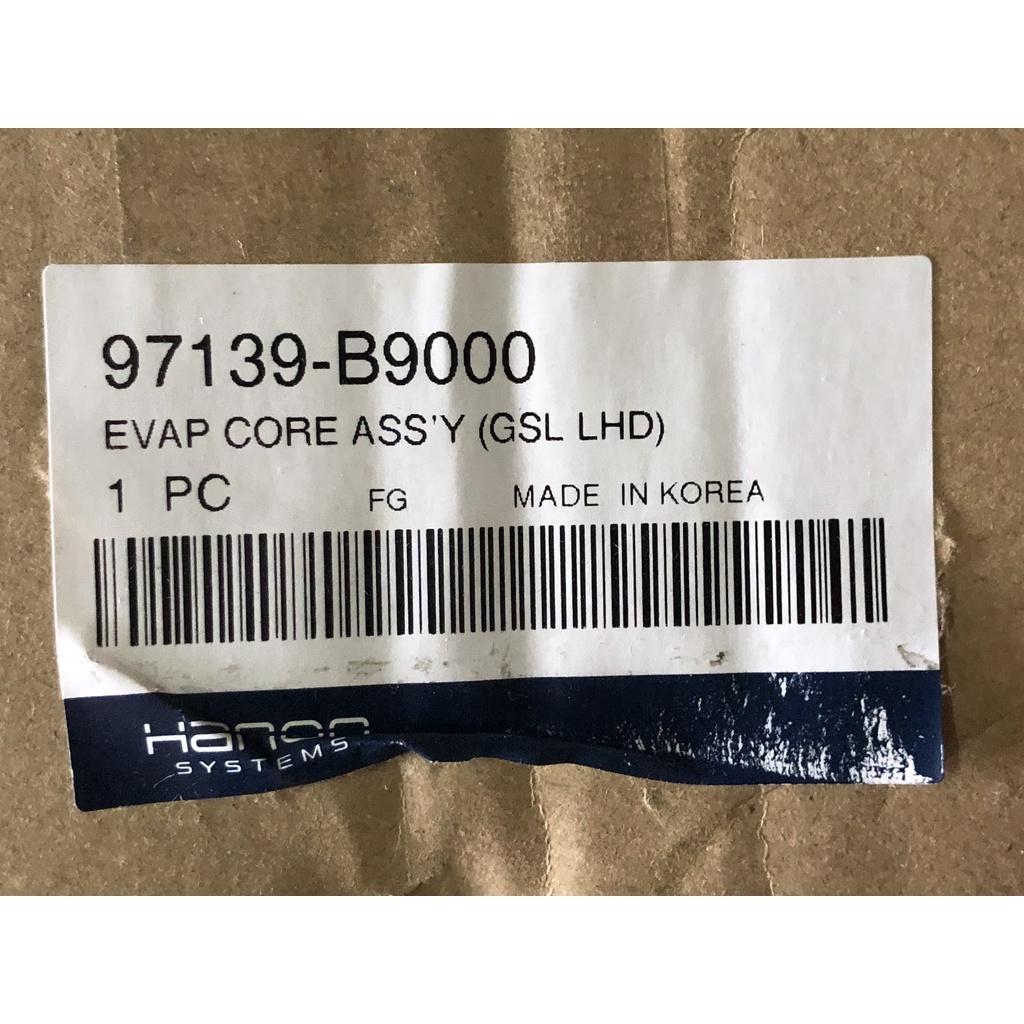 97139-B9000
EVAP CORE ASS'Y (GSL LHD)
1 PC FG MADE IN KOREA
Hanon
SYSTEMS